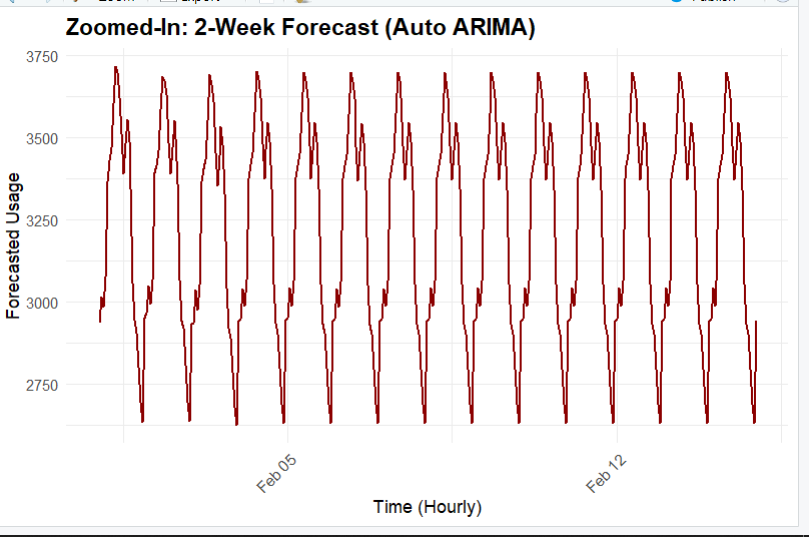 Zoomed-In: 2-Week Forecast (Auto ARIMA)
3750
3500
3250
3000
2750
Forecasted Usage
Feb 05
Feb 12
Time (Hourly)